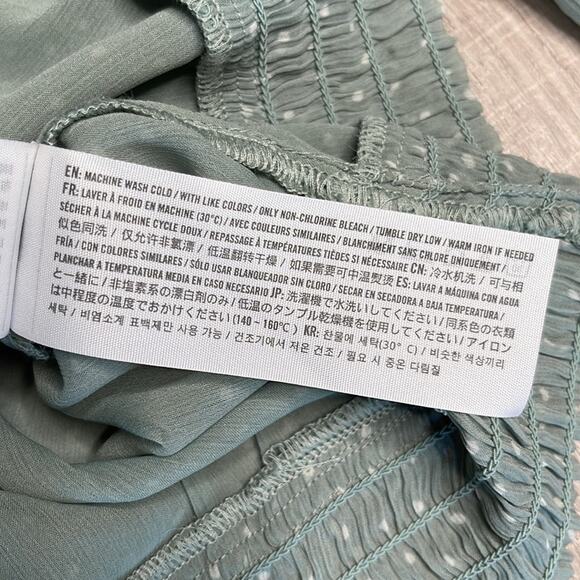 EN: MACHINE WASH COLD / WITH LIKE COLORS / ONLY NON-CHLORINE BLEACH / TUMBLE DRY LOW / WARM IRON IF NEEDED
FR: LAVER À FROID EN MACHINE (30°C) / AVEC COULEURS SIMILAIRES / BLANCHIMENT SANS CHLORE UNIQUEMENT /
SÉCHER À LA MACHINE CYCLE DOUX / REPASSAGE À TEMPÉRATURES TIÈDES SI NÉCESSAIRE CN: 冷水机洗 / 可与相
似色同洗 / 仅允许非氯漂 / 低温翻转干燥 / 如果需要可中温熨烫 ES: LAVAR A MÁQUINA CON AGUA
FRÍA / CON COLORES SIMILARES / SÓLO USAR BLANQUEADOR SIN CLORO / SECAR EN SECADORA A BAJA TEMPERATURA /
PLANCHAR A TEMPERATURA MEDIA EN CASO NECESARIO JP: 洗濯機で水洗いしてください / 同系色の衣類
と一緒に / 非塩素系の漂白剤のみ / 低温のタンブル乾燥機を使用してください / アイロン
は中程度の温度でおかけください (140 ~ 160℃) KR: 찬물에 세탁(30℃ ) / 비슷한 색상끼리
세탁 / 비염소계 표백제만 사용 가능 / 건조기에서 저온 건조 / 필요 시 중온 다림질